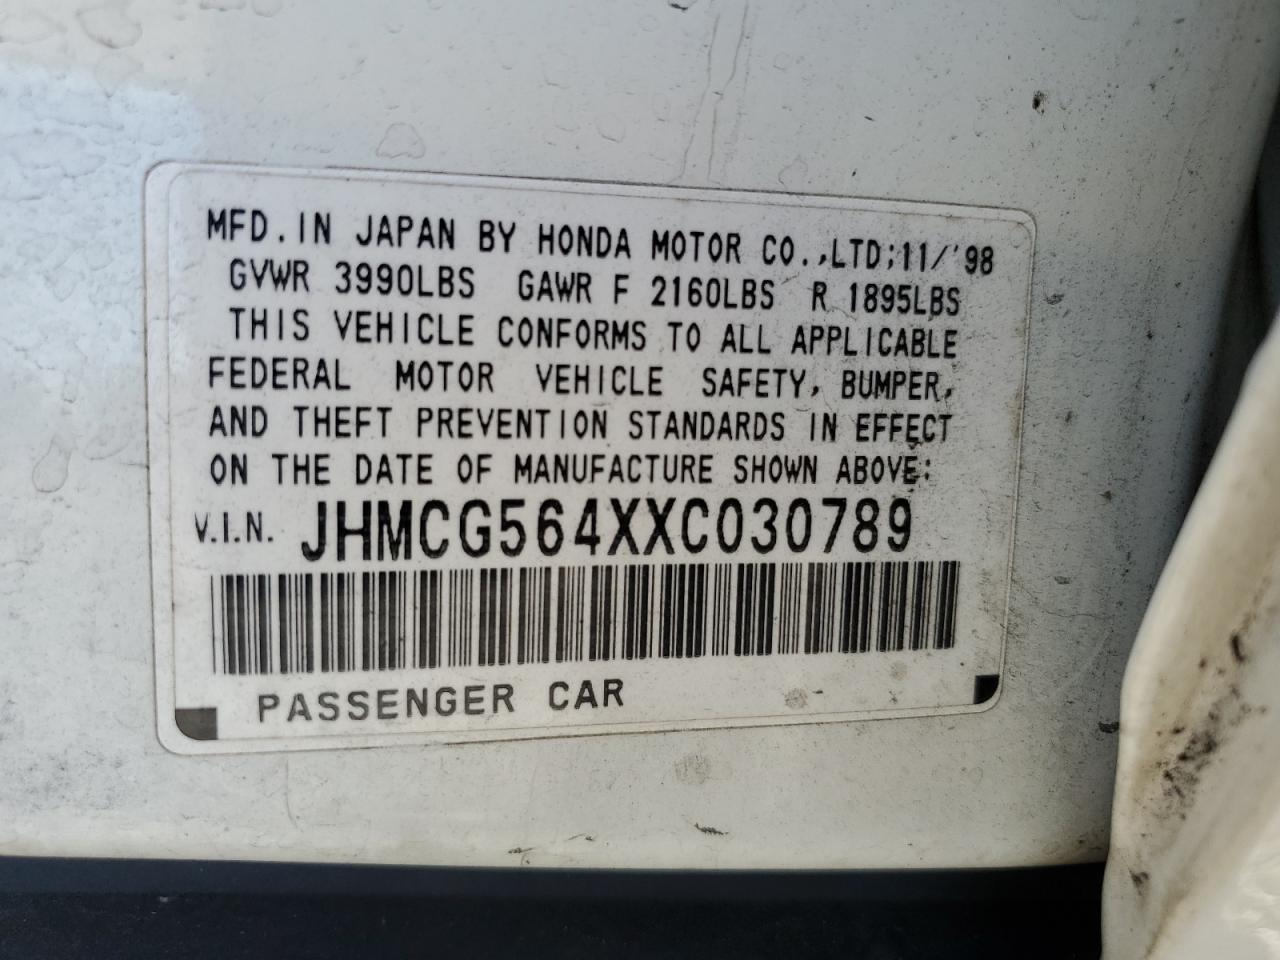 MFD. IN JAPAN BY HONDA MOTOR CO.,LTD;11/'98
GVWR 3990LBS GAWR F 2160LBS R 1895LBS
THIS VEHICLE CONFORMS TO ALL APPLICABLE
FEDERAL MOTOR VEHICLE SAFETY, BUMPER,
AND THEFT PREVENTION STANDARDS IN EFFECT
ON THE DATE OF MANUFACTURE SHOWN ABOVE:
V.I.N. JHMCG564XXC030789
PASSENGER CAR